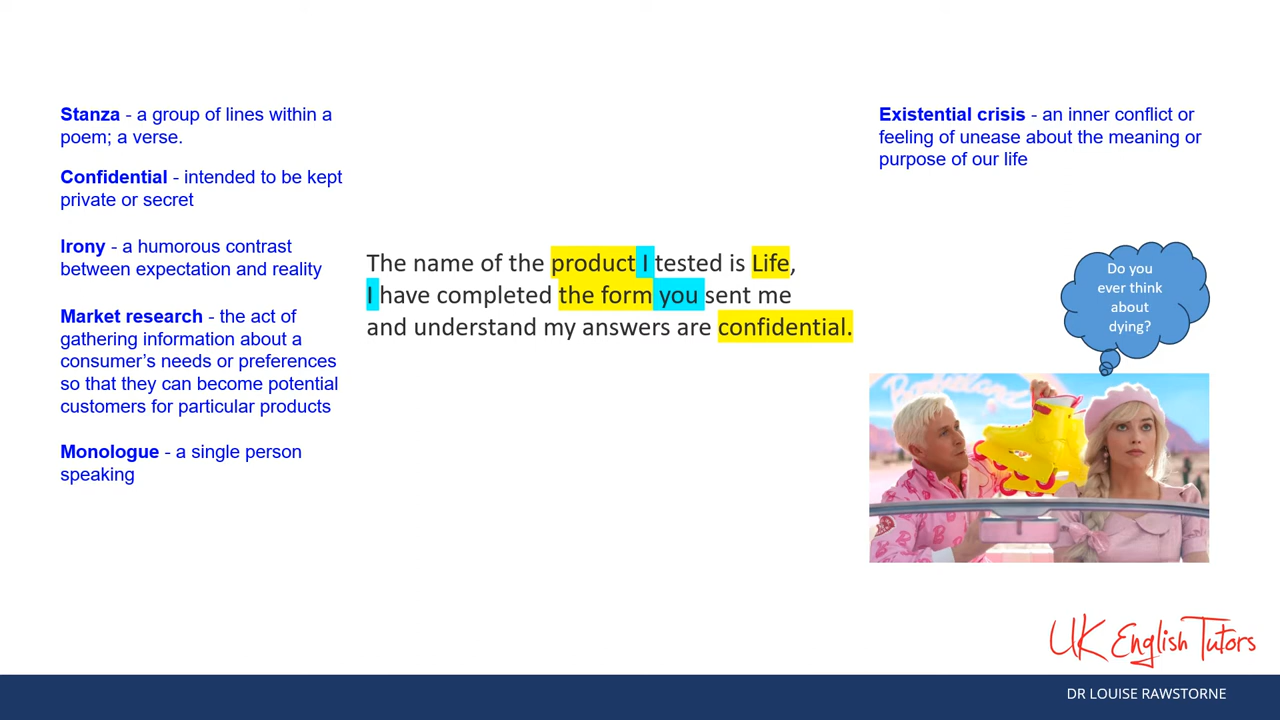 Stanza - a group of lines within a
poem; a verse.
Confidential - intended to be kept
private or secret
Irony - a humorous contrast
between expectation and reality
Market research - the act of
gathering information about a
consumer’s needs or preferences
so that they can become potential
customers for particular products
Monologue - a single person
speaking
The name of the product I tested is Life,
I have completed the form you sent me
and understand my answers are confidential.
Existential crisis - an inner conflict or
feeling of unease about the meaning or
purpose of our life
Do you
ever think
about
dying?
Barbieland
UK English Tutors
DR LOUISE RAWSTORNE